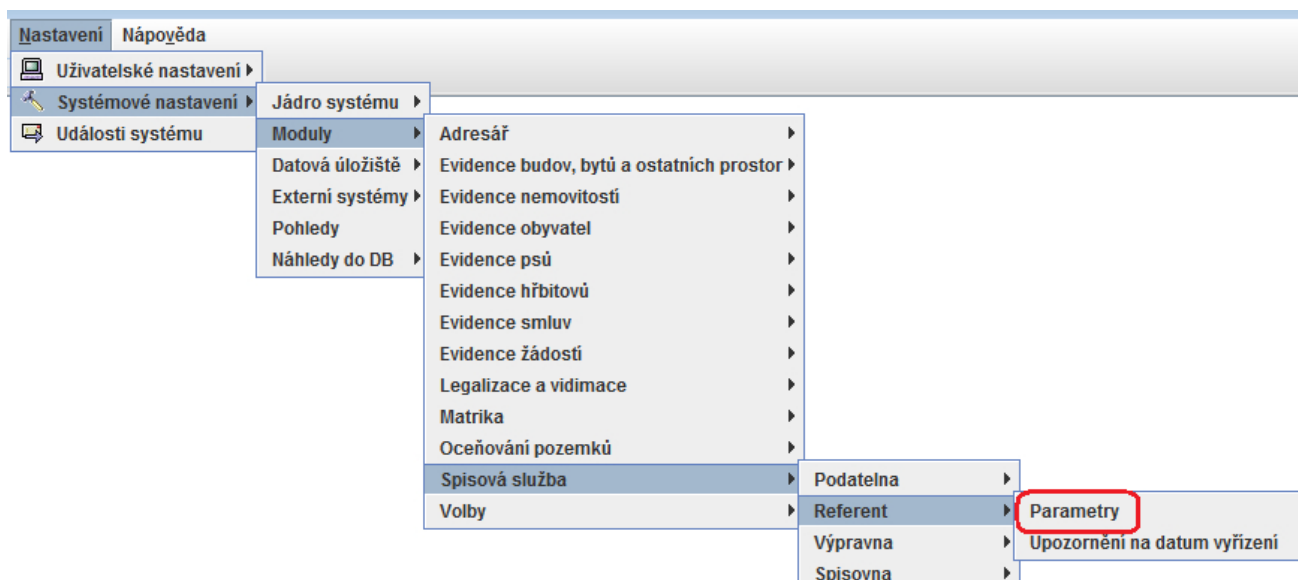 Nastavení Nápověda
Uživatelské nastavení
Systémové nastavení
Události systému
Jádro systému
Moduly
Datová úložiště
Externí systémy
Pohledy
Náhledy do DB
Adresář
Evidence budov, bytů a ostatních prostor
Evidence nemovitostí
Evidence obyvatel
Evidence psů
Evidence hřbitovů
Evidence smluv
Evidence žádostí
Legalizace a vidimace
Matrika
Oceňování pozemků
Spisová služba
Volby
Podatelna
Referent
Výpravna
Spisovna
Parametry
Upozornění na datum vyřízení